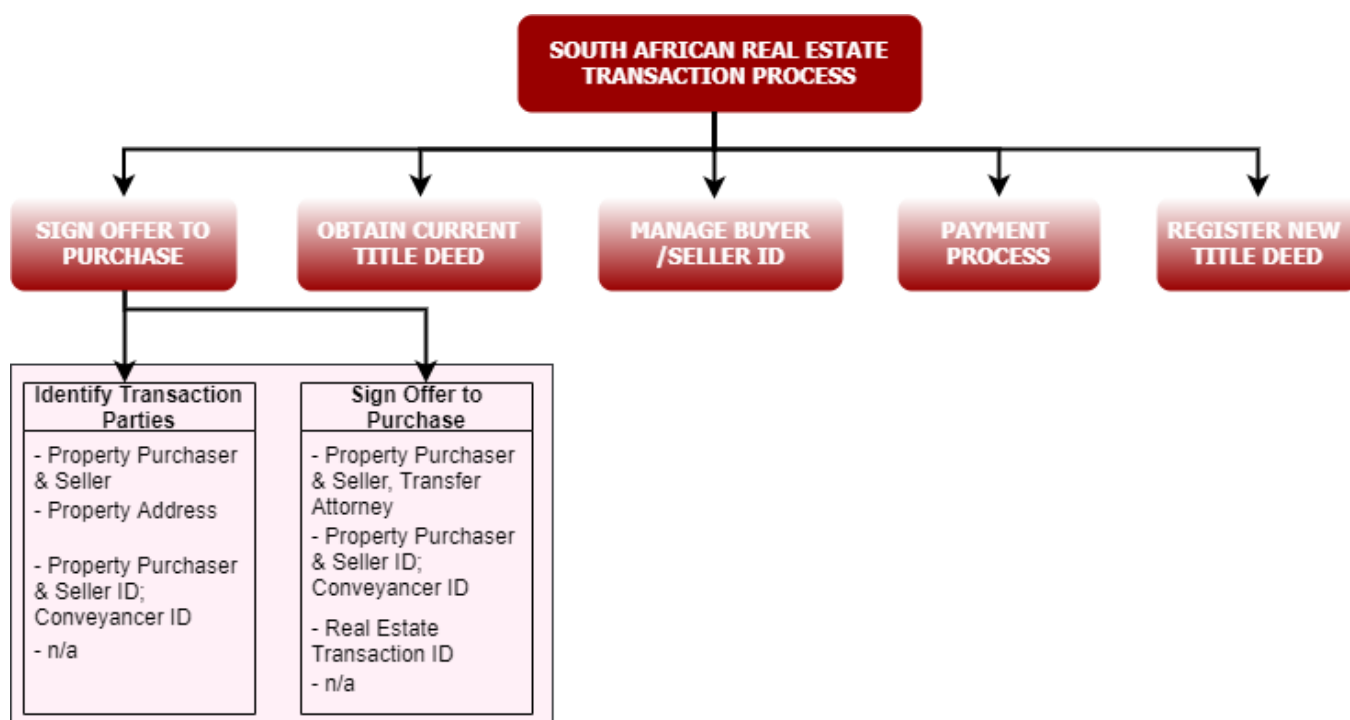 SOUTH AFRICAN REAL ESTATE
TRANSACTION PROCESS
SIGN OFFER TO
PURCHASE
OBTAIN CURRENT
TITLE DEED
MANAGE BUYER
/SELLER ID
PAYMENT
PROCESS
REGISTER NEW
TITLE DEED
Identify Transaction
Parties
- Property Purchaser
& Seller
- Property Address
- Property Purchaser
& Seller ID;
Conveyancer ID
- n/a
Sign Offer to
Purchase
- Property Purchaser
& Seller, Transfer
Attorney
- Property Purchaser
& Seller ID;
Conveyancer ID
- Real Estate
Transaction ID
- n/a